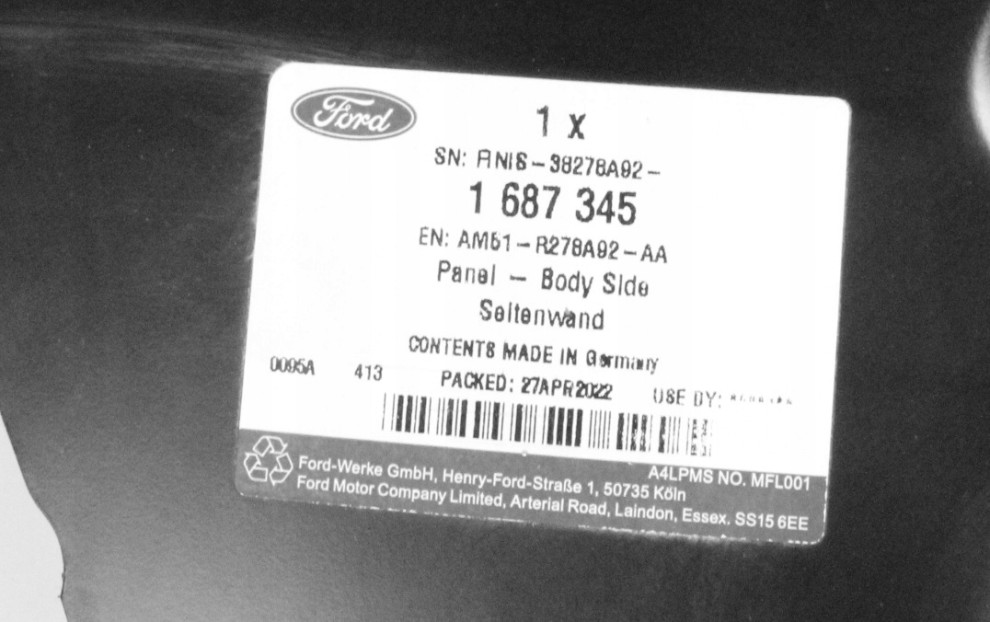 Ford
1 x
SN: FINIS - 38278A92 -
1 687 345
EN: AM51 - R278A92 - AA
Panel - Body Side
Seitenwand
CONTENTS MADE IN Germany
0095A 413 PACKED: 27APR2022 USE BY:
A4LPMS NO. MFL001
Ford-Werke GmbH, Henry-Ford-Straße 1, 50735 Köln
Ford Motor Company Limited, Arterial Road, Laindon, Essex. SS15 6EE